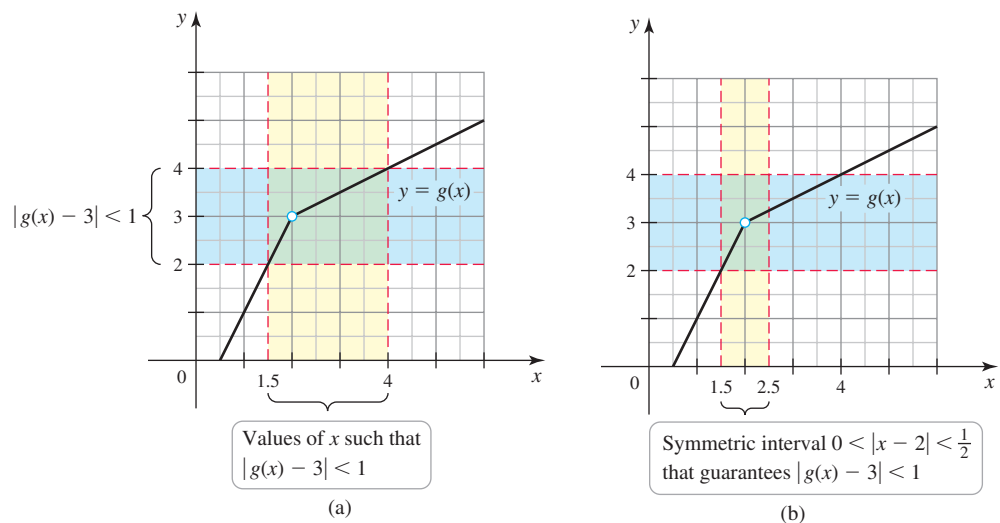 y
4
|g(x) − 3| < 1
3
2
y = g(x)
0
1.5
4
x
Values of x such that
|g(x) − 3| < 1
(a)
y
4
3
2
y = g(x)
0
1.5
2.5
4
x
Symmetric interval 0 < |x − 2| < 1/2
that guarantees |g(x) − 3| < 1
(b)